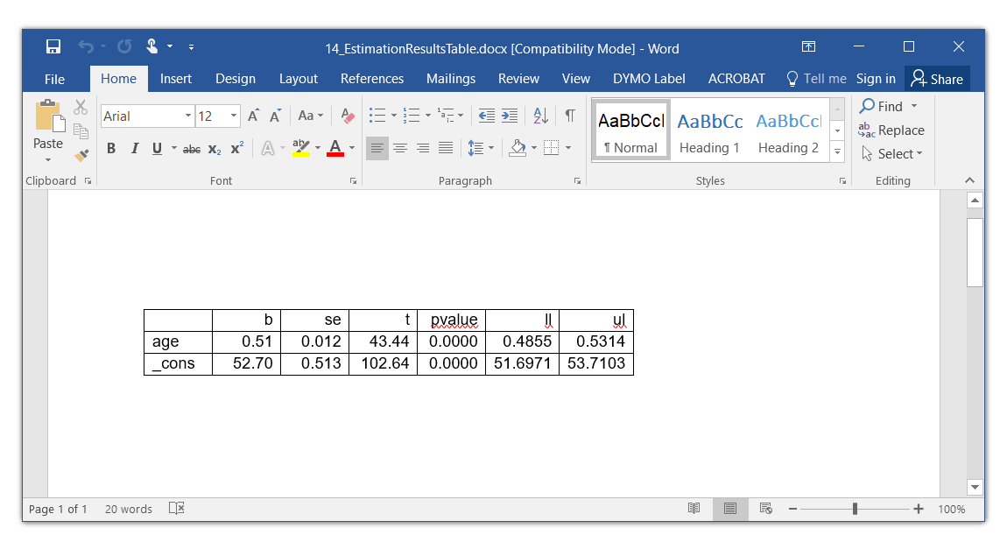 14_EstimationResultsTable.docx [Compatibility Mode] - Word
File Home Insert Design Layout References Mailings Review View DYMO Label ACROBAT Tell me Sign in Share
Paste
Arial 12 A A Aa A
B I U abc X₂ X² A ab A
AaBbCcI AaBbCc AaBbCcI
¶ Normal Heading 1 Heading 2
Find
Replace
Select
Clipboard Font Paragraph Styles Editing
b se t pvalue ll ul
age 0.51 0.012 43.44 0.0000 0.4855 0.5314
_cons 52.70 0.513 102.64 0.0000 51.6971 53.7103
Page 1 of 1 20 words 100%